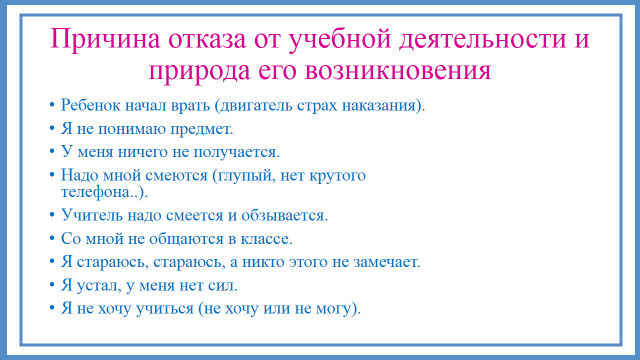 Причина отказа от учебной деятельности и
природа его возникновения
• Ребенок начал врать (двигатель страх наказания).
• Я не понимаю предмет.
• У меня ничего не получается.
• Надо мной смеются (глупый, нет крутого
телефона..).
• Учитель надо смеется и обзывается.
• Со мной не общаются в классе.
• Я стараюсь, стараюсь, а никто этого не замечает.
• Я устал, у меня нет сил.
• Я не хочу учиться (не хочу или не могу).